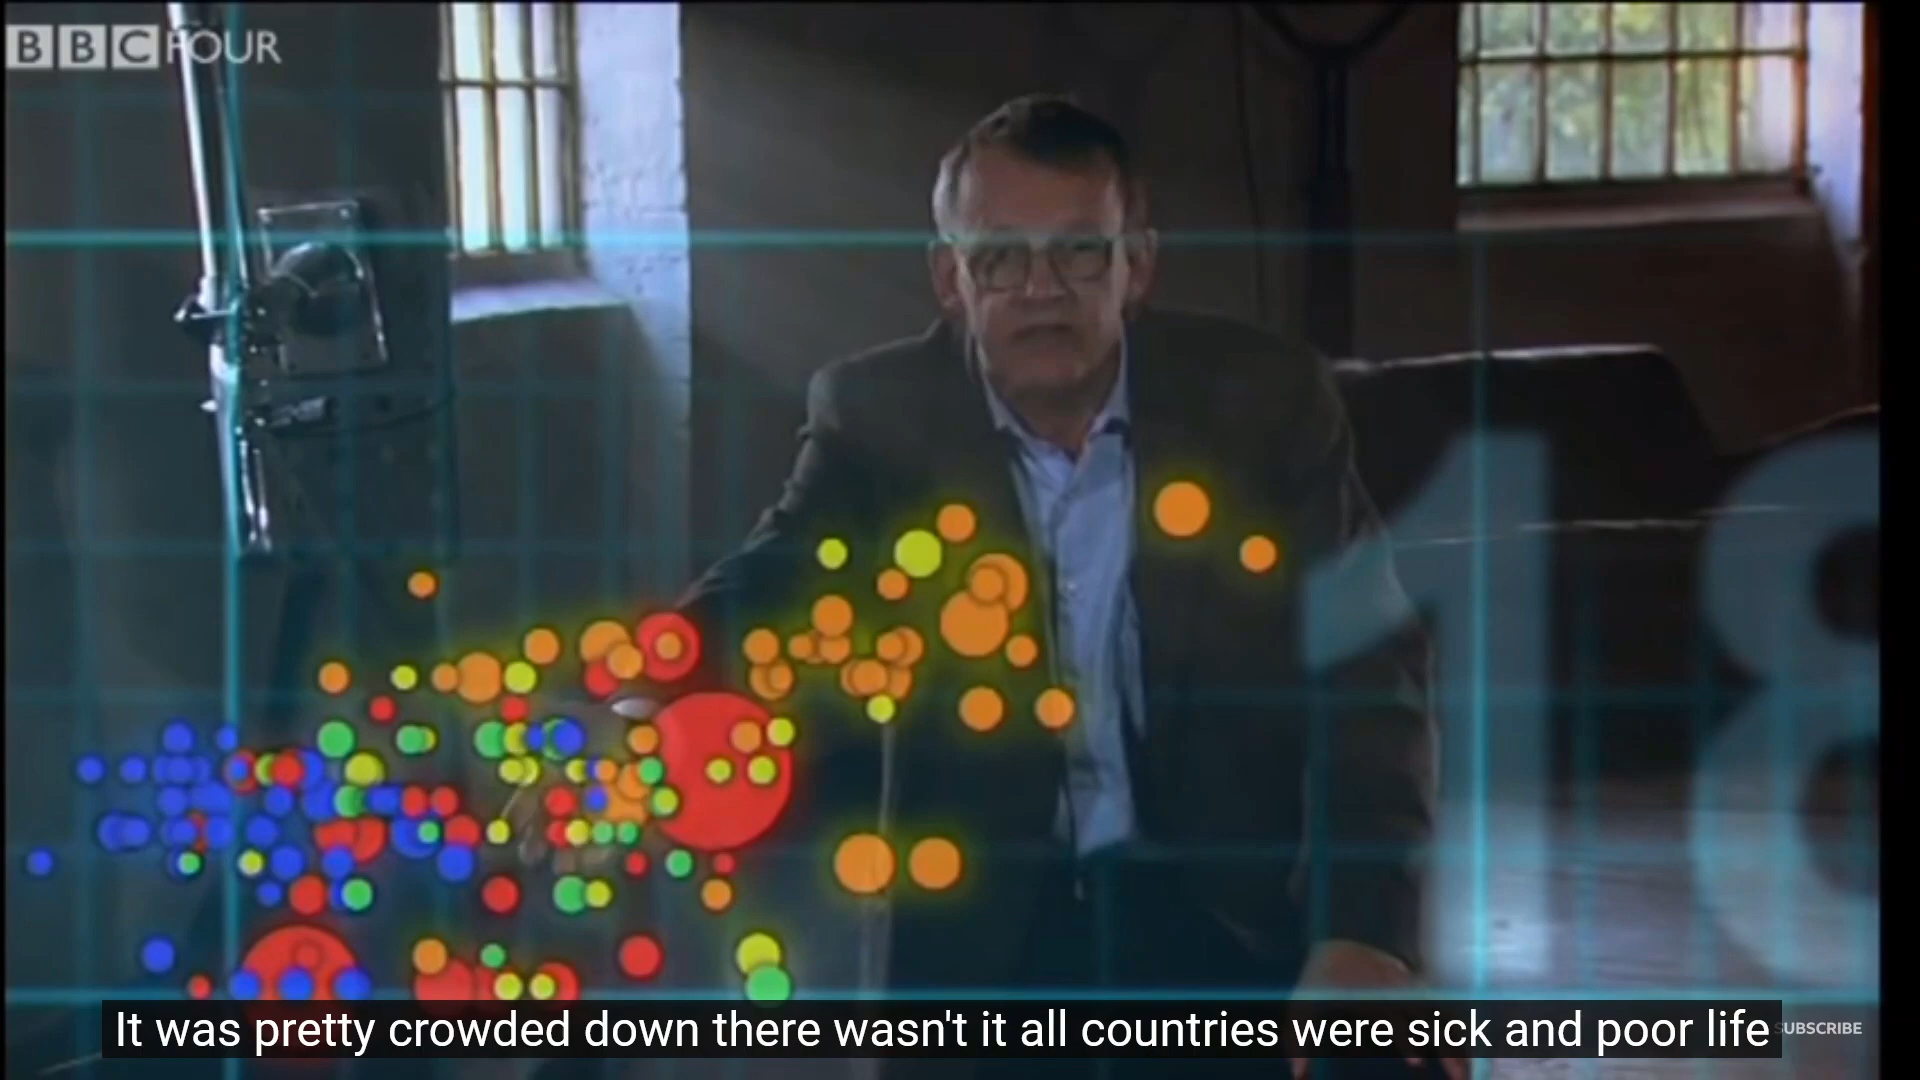 BBC FOUR
18
It was pretty crowded down there wasn't it all countries were sick and poor life
SUBSCRIBE